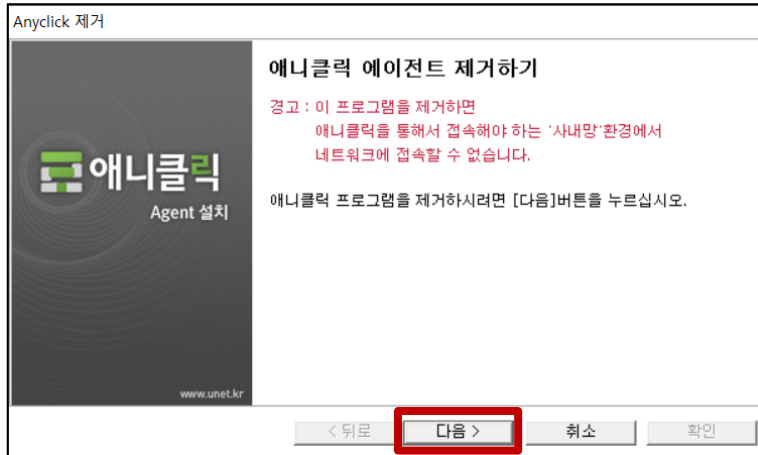 Anyclick 제거
애니클릭 에이전트 제거하기
경고 : 이 프로그램을 제거하면
애니클릭을 통해서 접속해야 하는 '사내망'환경에서
네트워크에 접속할 수 없습니다.
애니클릭 프로그램을 제거하시려면 [다음]버튼을 누르십시오.
애니클릭
Agent 설치
www.unet.kr
< 뒤로
다음 >
취소
확인